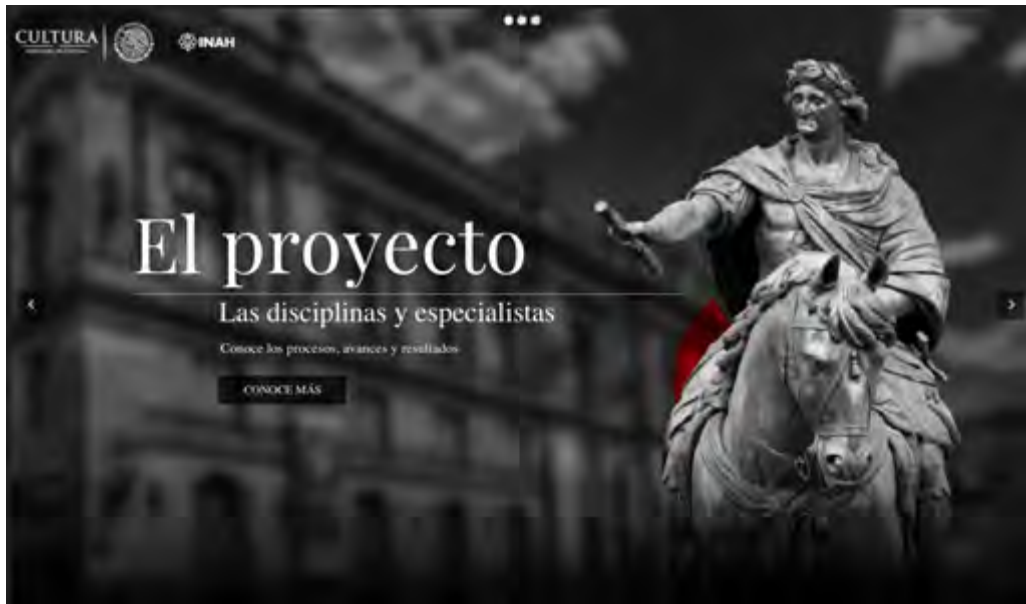 CULTURA
INAH
El proyecto
Las disciplinas y especialistas
Conoce los procesos, avances y resultados
CONOCE MÁS